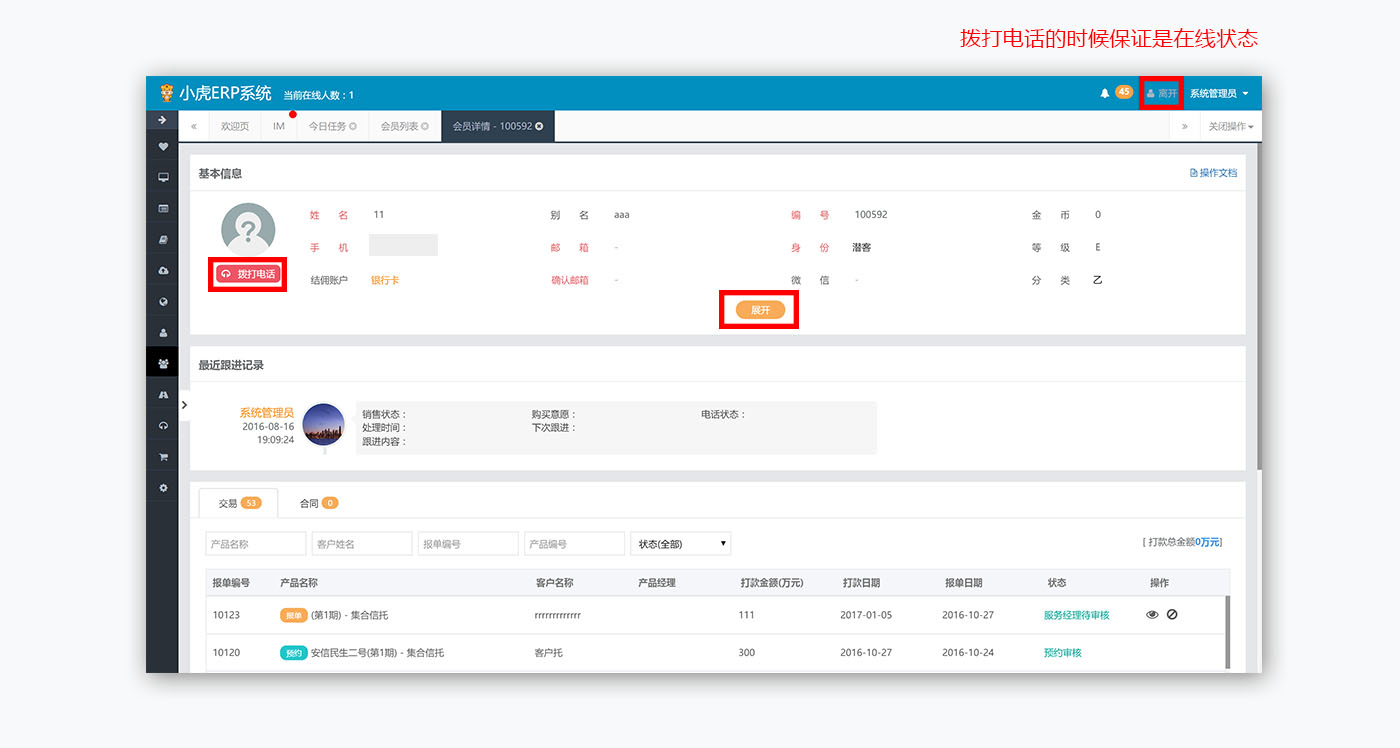 拨打电话的时候保证是在线状态
小虎ERP系统 当前在线人数：1 45 离开 系统管理员
欢迎页 IM 今日任务 会员列表 会员详情 - 100592 关闭操作
基本信息 操作文档
姓 名 11 别 名 aaa 编 号 100592 金 币 0
手 机 邮 箱 - 身 份 潜客 等 级 E
拨打电话 结佣账户 银行卡 确认邮箱 - 微 信 - 分 类 乙
展开
最近跟进记录
系统管理员
2016-08-16
19:09:24
销售状态： 购买意愿： 电话状态：
处理时间： 下次跟进：
跟进内容：
交易 53 合同 0
产品名称 客户姓名 报单编号 产品编号 状态(全部) [ 打款总金额0万元]
报单编号 产品名称 客户名称 产品经理 打款金额(万元) 打款日期 报单日期 状态 操作
10123 报单 (第1期) - 集合信托 rrrrrrrrrrrrr 111 2017-01-05 2016-10-27 服务经理待审核
10120 预约 安信民生二号(第1期) - 集合信托 客户托 300 2016-10-27 2016-10-24 预约审核